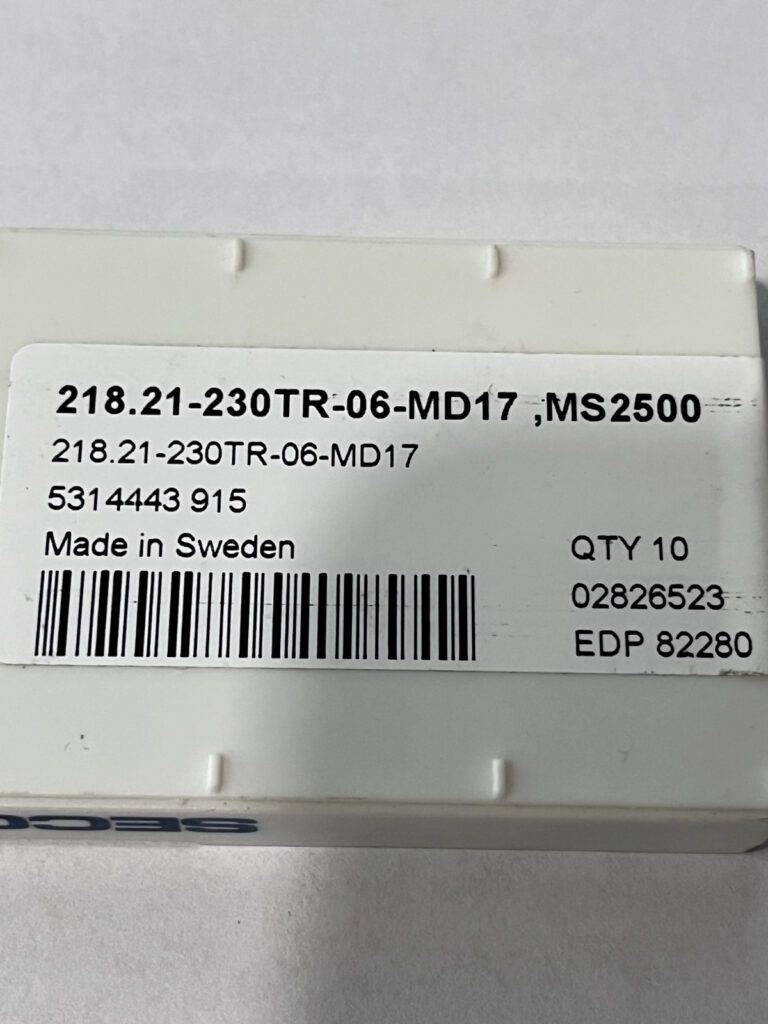 218.21-230TR-06-MD17 ,MS2500
218.21-230TR-06-MD17
5314443 915
Made in Sweden
QTY 10
02826523
EDP 82280
SECO